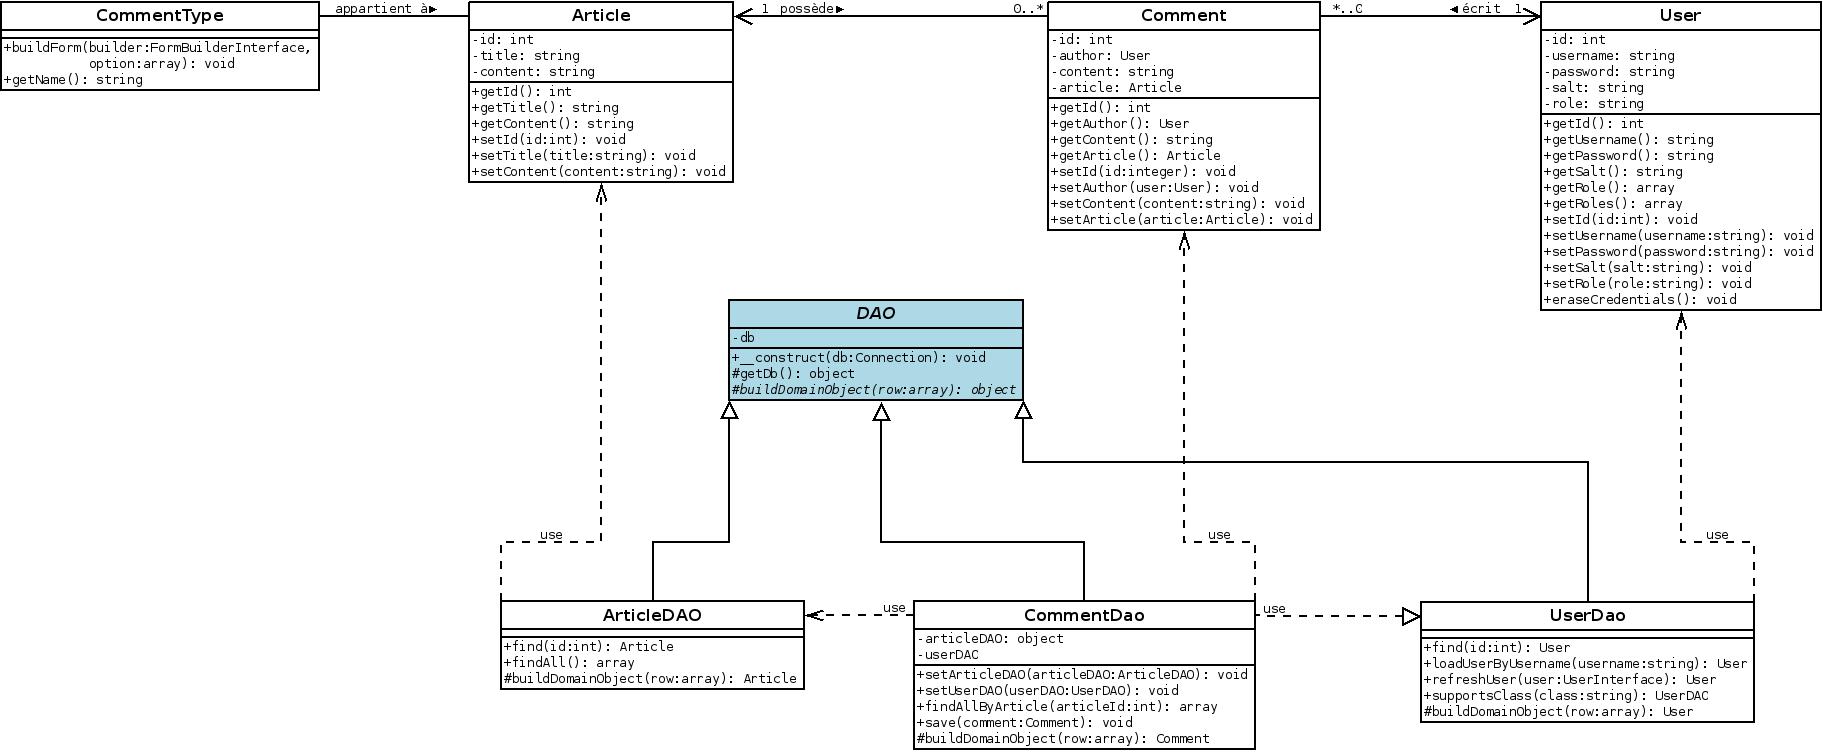 CommentType
+buildForm(builder:FormBuilderInterface,
option:array): void
+getName(): string
appartient à▶
Article
-id: int
-title: string
-content: string
+getId(): int
+getTitle(): string
+getContent(): string
+setId(id:int): void
+setTitle(title:string): void
+setContent(content:string): void
1 possède▶ 0..*
Comment
-id: int
-author: User
-content: string
-article: Article
+getId(): int
+getAuthor(): User
+getContent(): string
+getArticle(): Article
+setId(id:integer): void
+setAuthor(user:User): void
+setContent(content:string): void
+setArticle(article:Article): void
*..0 ◀écrit 1
User
-id: int
-username: string
-password: string
-salt: string
-role: string
+getId(): int
+getUsername(): string
+getPassword(): string
+getSalt(): string
+getRole(): array
+getRoles(): array
+setId(id:int): void
+setUsername(username:string): void
+setPassword(password:string): void
+setSalt(salt:string): void
+setRole(role:string): void
+eraseCredentials(): void
DAO
-db
+__construct(db:Connection): void
#getDb(): object
#buildDomainObject(row:array): object
use
use
use
ArticleDAO
+find(id:int): Article
+findAll(): array
#buildDomainObject(row:array): Article
use
CommentDao
-articleDAO: object
-userDAO
+setArticleDAO(articleDAO:ArticleDAO): void
+setUserDAO(userDAO:UserDAO): void
+findAllByArticle(articleId:int): array
+save(comment:Comment): void
#buildDomainObject(row:array): Comment
use
UserDao
+find(id:int): User
+loadUserByUsername(username:string): User
+refreshUser(user:UserInterface): User
+supportsClass(class:string): UserDAO
#buildDomainObject(row:array): User